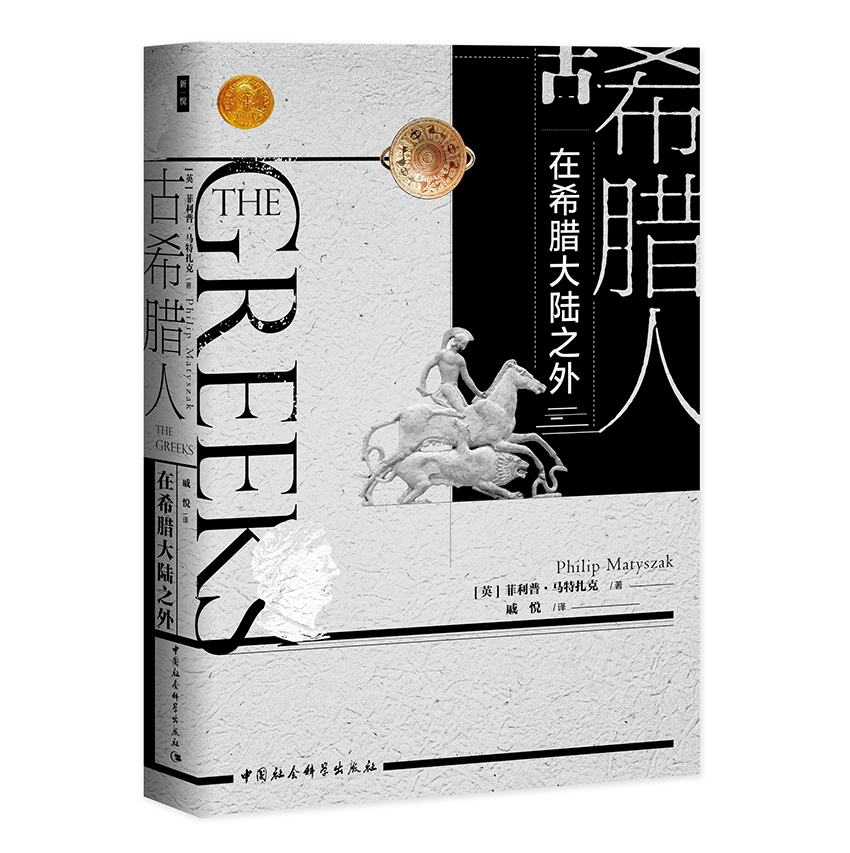 新
悦
古希腊人
[英] 菲利普·马特扎克 /著
Philip Matyszak
THE
GREEKS
在希腊大陆之外
戚 悦 /译
中国社会科学出版社
THE
GREEKS
古希腊人
在希腊大陆之外
Philip Matyszak
[英] 菲利普·马特扎克 /著
戚 悦 /译
中国社会科学出版社